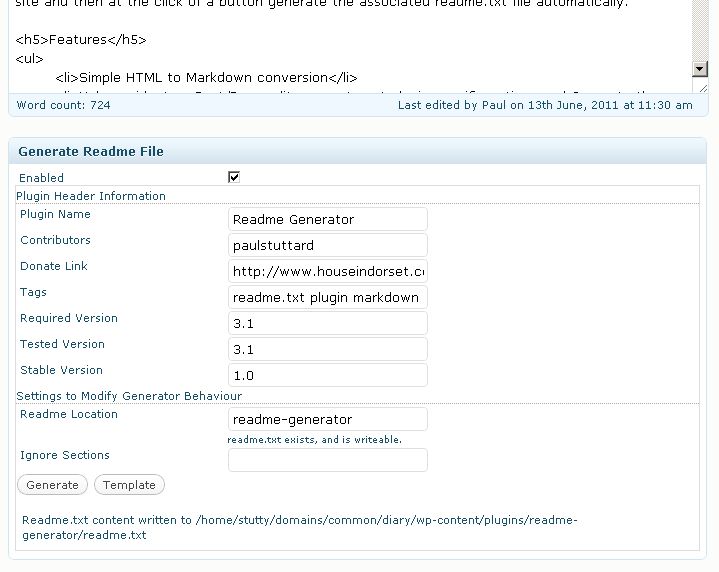 site and then at the click of a button generate the associated readme.txt file automatically.
<h5>Features</h5>
<ul>
<li>Simple HTML to Markdown conversion</li>
Word count: 724
Last edited by Paul on 13th June, 2011 at 11:30 am
Generate Readme File
Enabled
Plugin Header Information
Plugin Name
Readme Generator
Contributors
paulstuttard
Donate Link
http://www.houseindorset.co
Tags
readme.txt plugin markdown
Required Version
3.1
Tested Version
3.1
Stable Version
1.0
Settings to Modify Generator Behaviour
Readme Location
readme-generator
readme.txt exists, and is writeable.
Ignore Sections
Generate
Template
Readme.txt content written to /home/stutty/domains/common/diary/wp-content/plugins/readme-
generator/readme.txt